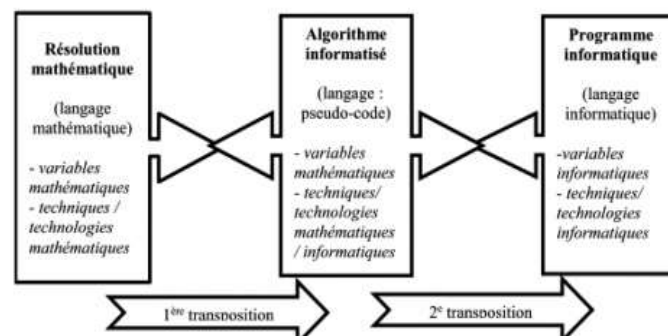 Résolution
mathématique
(langage
mathématique)
- variables
mathématiques
- techniques /
technologies
mathématiques
Algorithme
informatisé
(langage :
pseudo-code)
- variables
mathématiques
- techniques/
technologies
mathématiques
/ informatiques
Programme
informatique
(langage
informatique)
-variables
informatiques
- techniques/
technologies
informatiques
1ère transposition
2e transposition